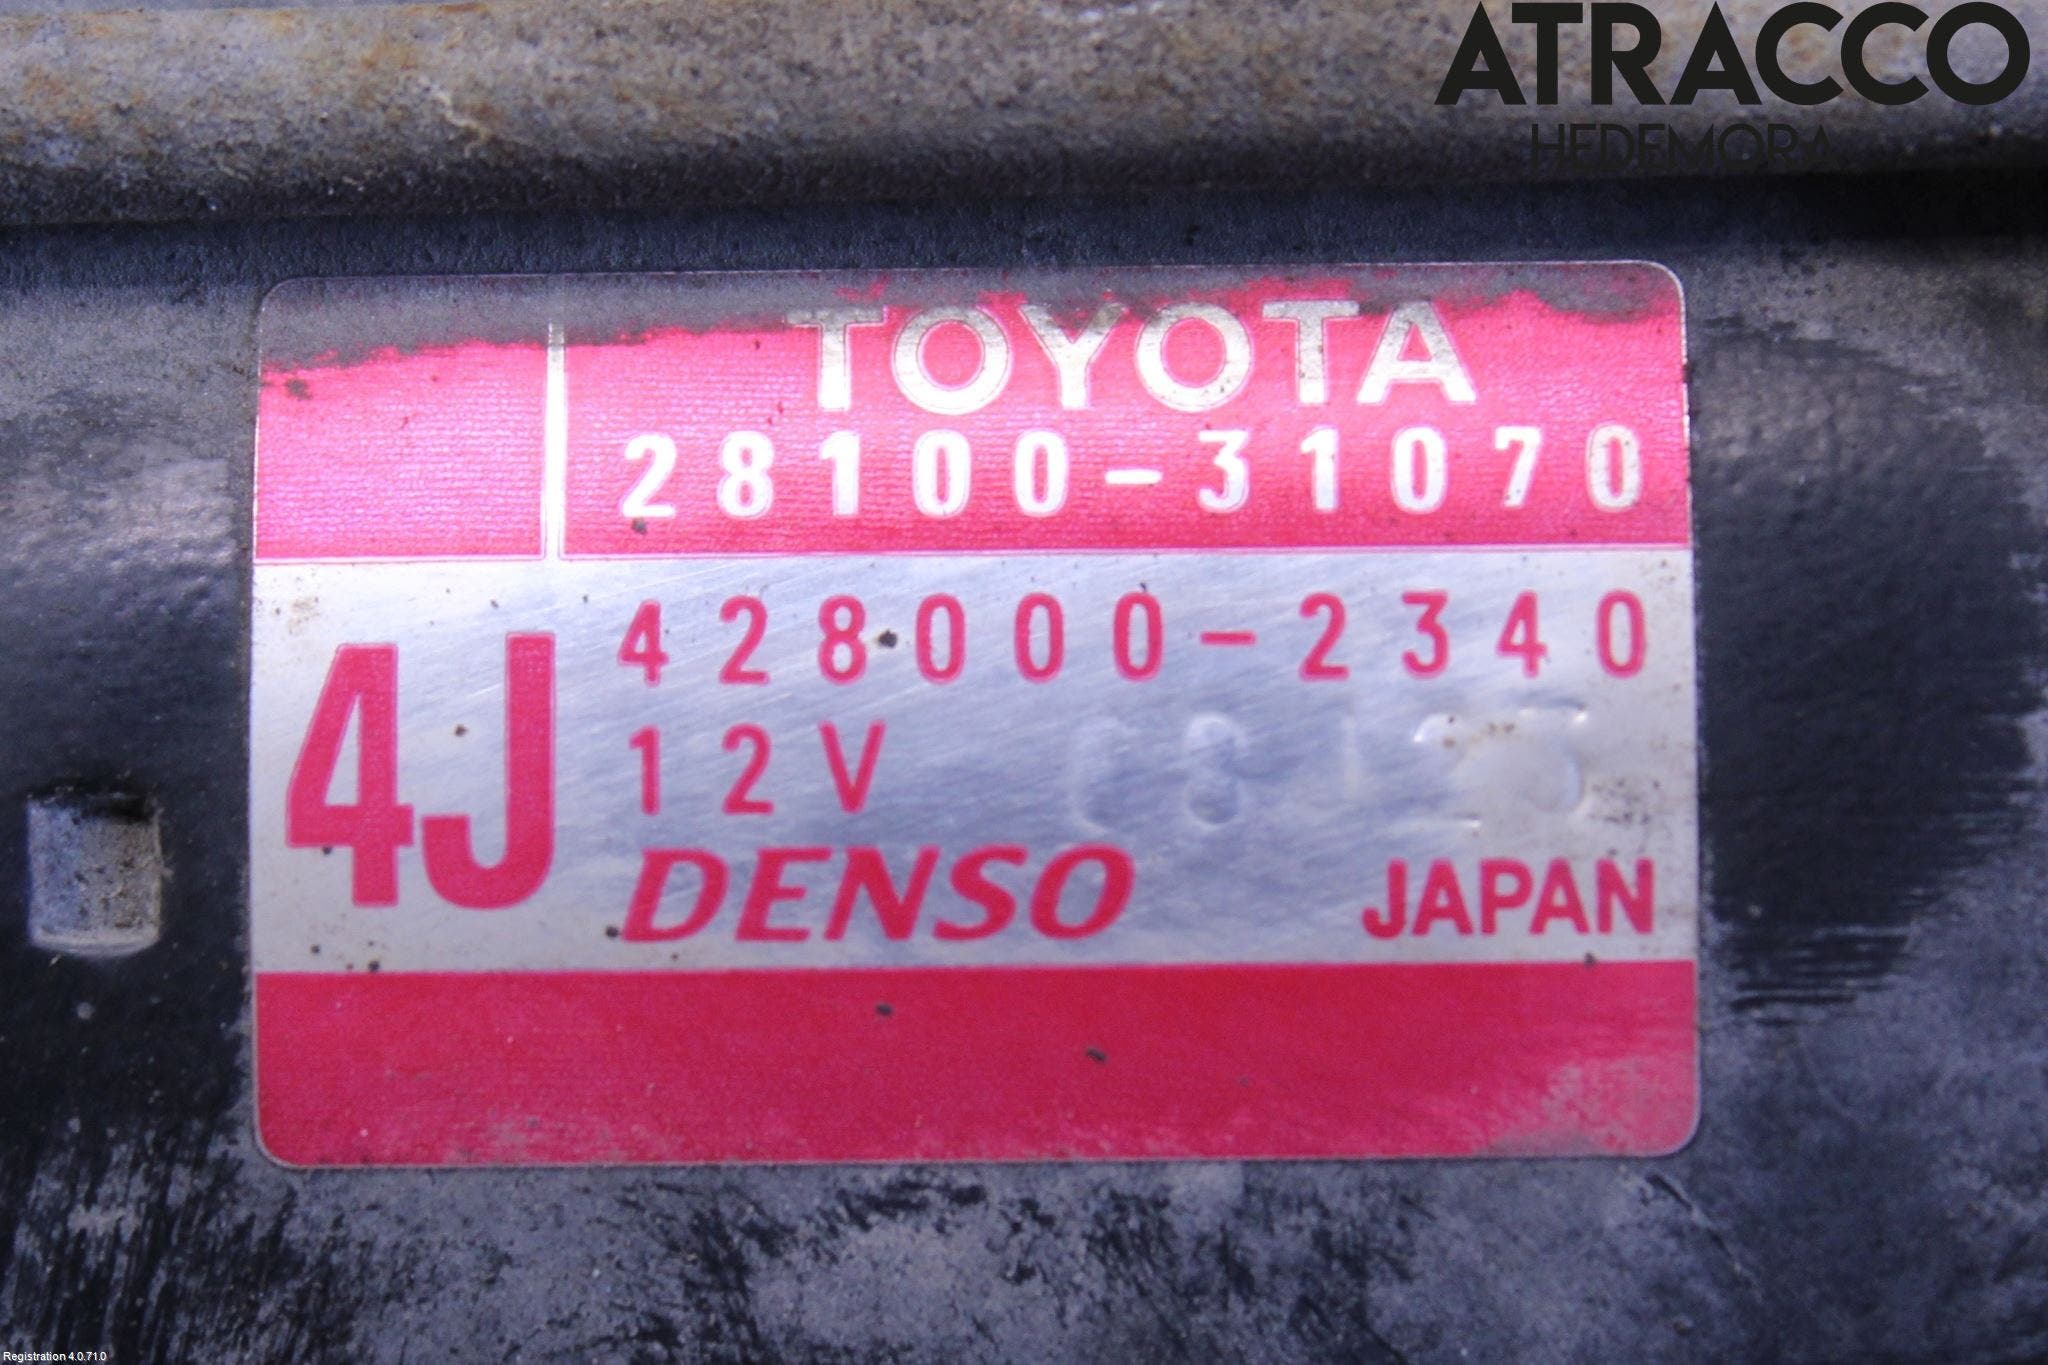 ATRACCO
HEDEMORA
TOYOTA
28100-31070
4J
428000-2340
12V
DENSO JAPAN
Registration 4.0.71.0